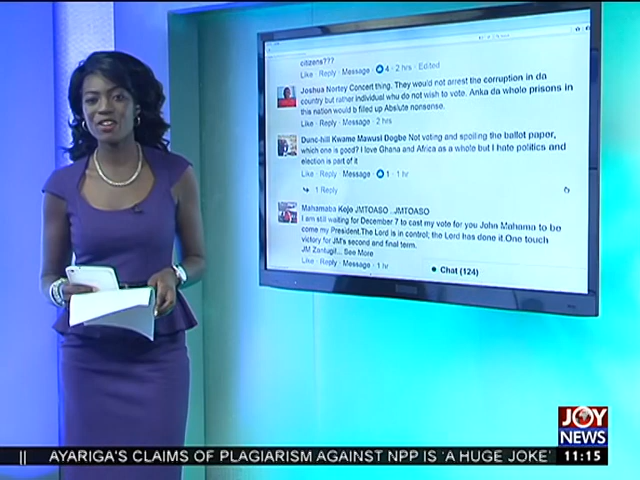 citizens???
Like · Reply · Message · 4 · 2 hrs · Edited
Joshua Nortey Concert thing. They would not arrest the corruption in da
country but rather individual who do not wish to vote. Anka da whole prisons in
this nation would b filled up Abslute nonsense.
Like · Reply · Message · 2 hrs
Dunc-hill Kwame Mawusi Dogbe Not voting and spoiling the ballot paper,
which one is good? I love Ghana and Africa as a whole but I hate politics and
election is part of it
Like · Reply · Message · 1 · 1 hr
1 Reply
Mahamatia Kejo JMTOASO ..JMTOASO
I am still waiting for December 7 to cast my vote for you John Mahama to be
come my President.The Lord is in control, the Lord has done it.One touch
victory for JM's second and final term.
JM Zantugil... See More
Like · Reply · Message · 1 hr
Chat (124)
JOY
NEWS
|| AYARIGA'S CLAIMS OF PLAGIARISM AGAINST NPP IS 'A HUGE JOKE' 11:15